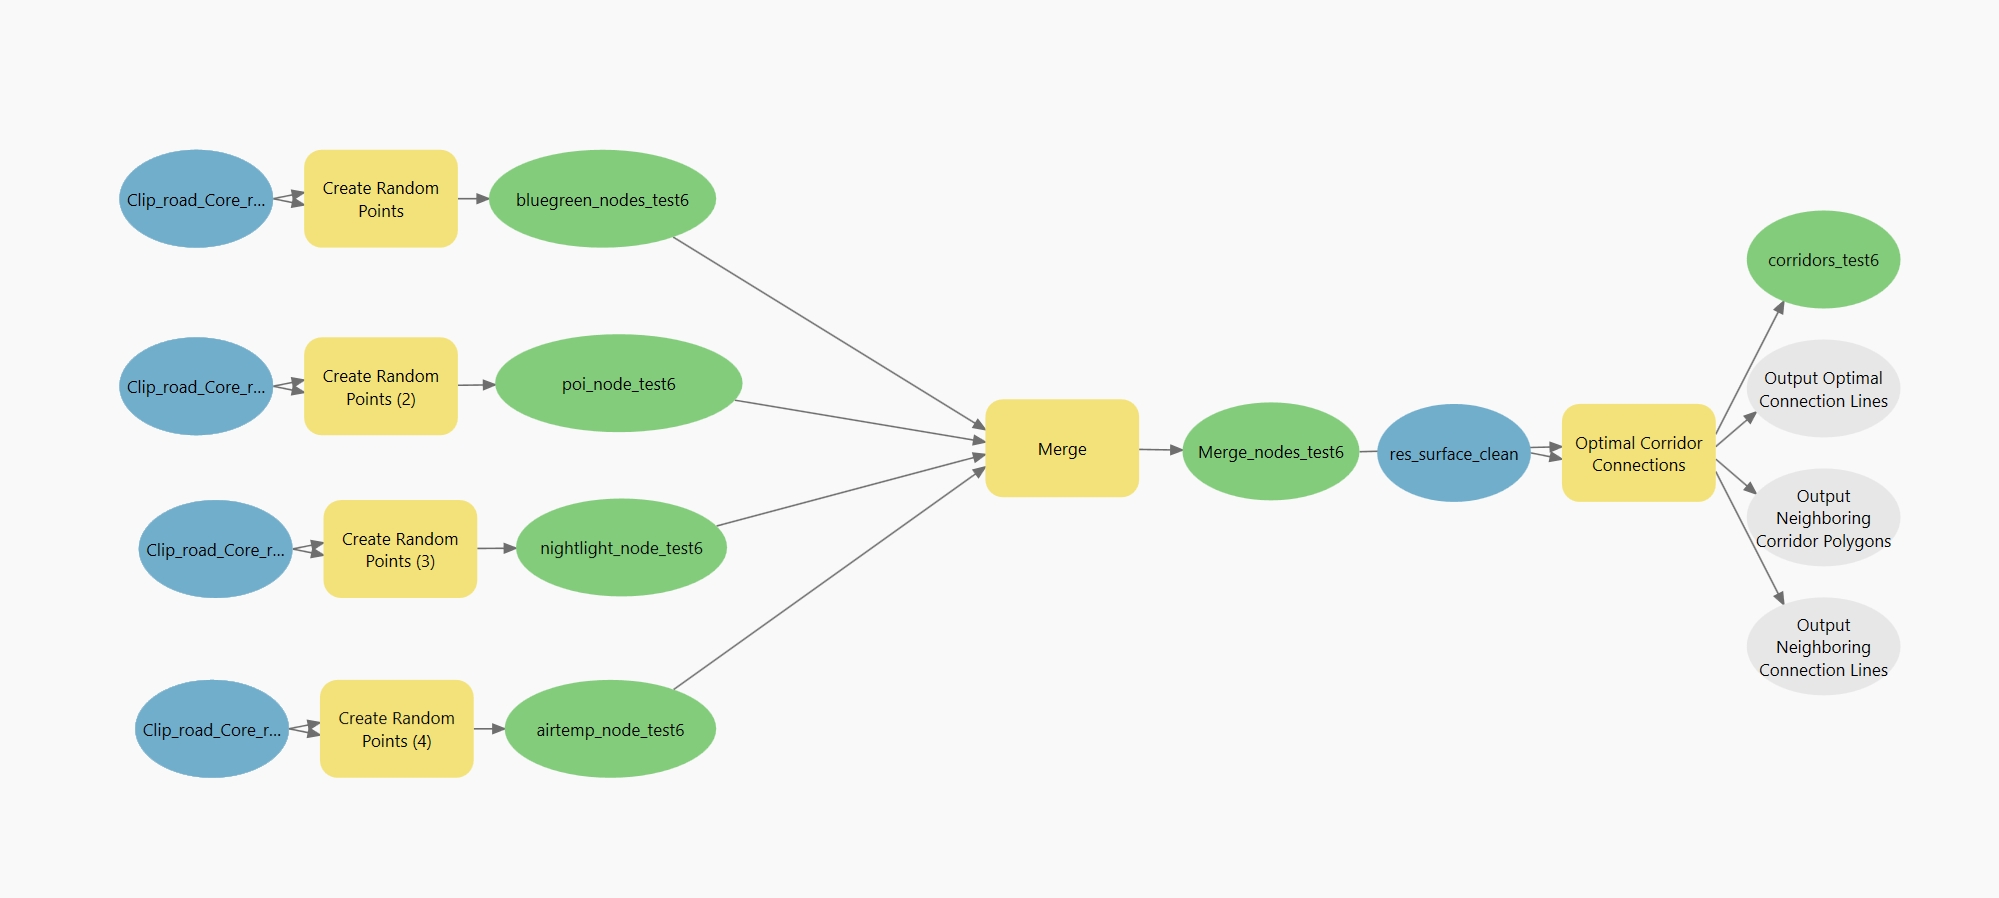 Clip_road_Core_r...
Create Random
Points
bluegreen_nodes_test6
Clip_road_Core_r...
Create Random
Points (2)
poi_node_test6
Clip_road_Core_r...
Create Random
Points (3)
nightlight_node_test6
Clip_road_Core_r...
Create Random
Points (4)
airtemp_node_test6
Merge
Merge_nodes_test6
res_surface_clean
Optimal Corridor
Connections
corridors_test6
Output Optimal
Connection Lines
Output
Neighboring
Corridor Polygons
Output
Neighboring
Connection Lines